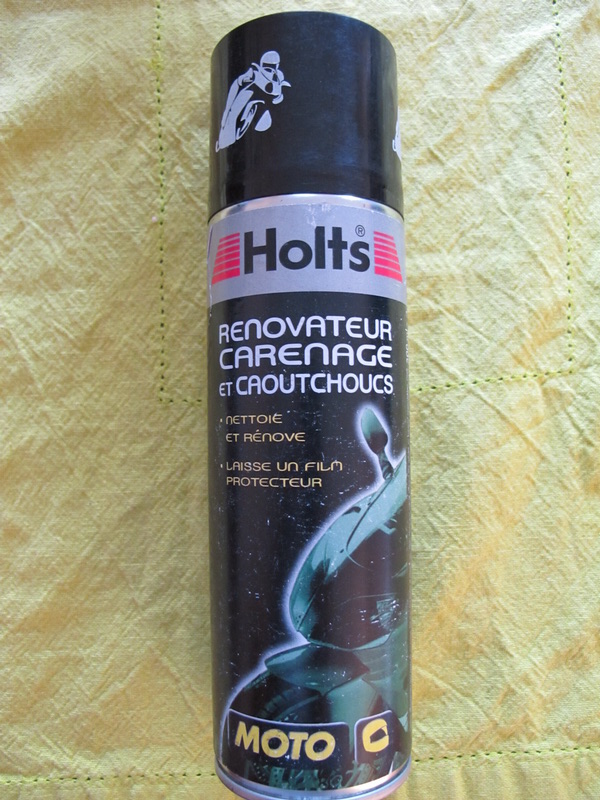 Holts®
RENOVATEUR
CARENAGE
ET CAOUTCHOUCS
• NETTOIE
ET RÉNOVE
• LAISSE UN FILM
PROTECTEUR
MOTO